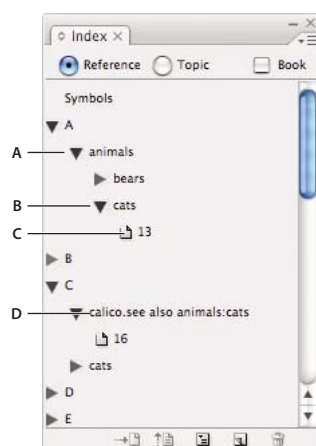 Index
Reference Topic Book
Symbols
A
A animals
bears
B cats
C 13
B
C
D calico.see also animals:cats
16
cats
D
E